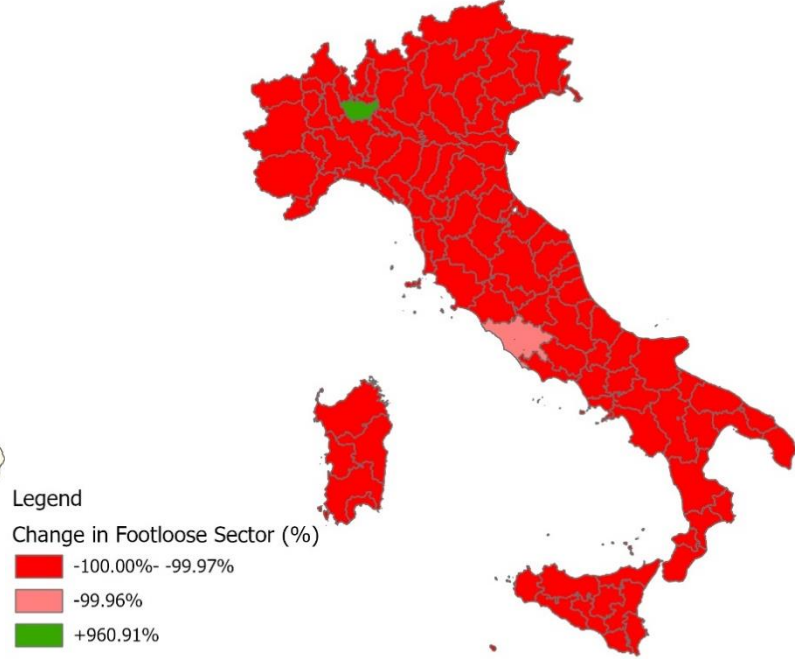 Legend
Change in Footloose Sector (%)
-100.00%- -99.97%
-99.96%
+960.91%